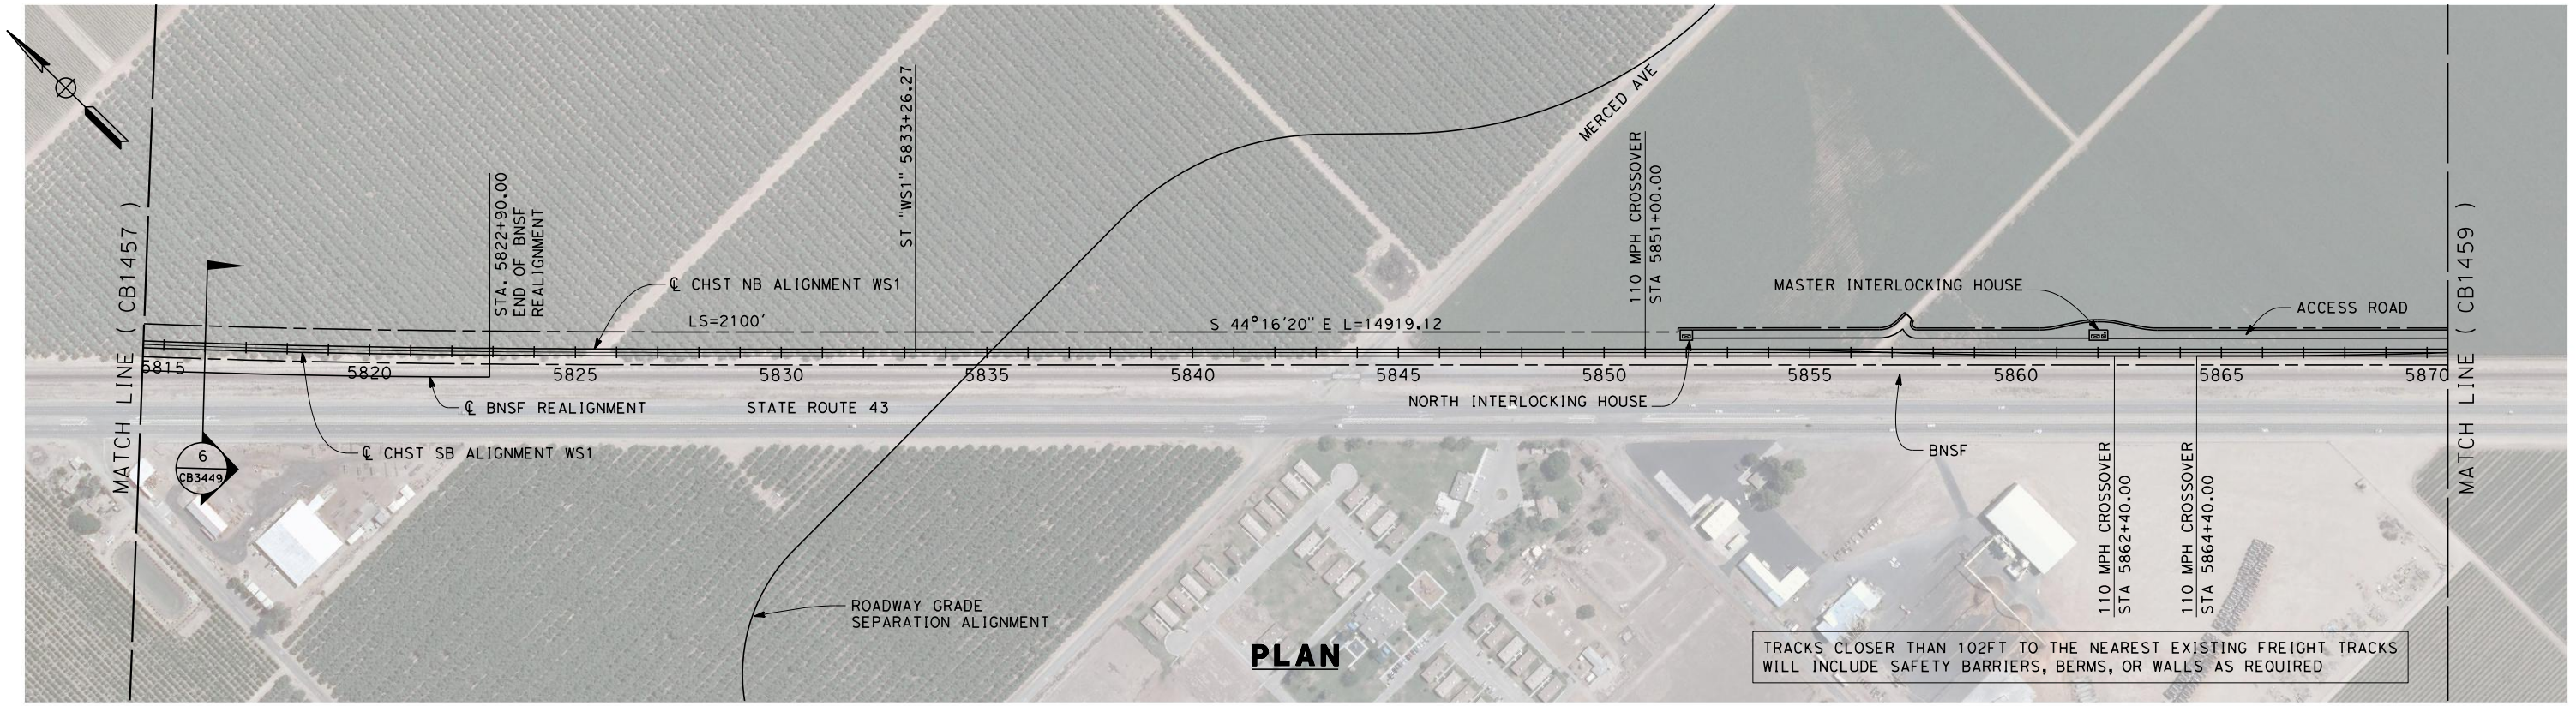 MATCH LINE ( CB1457 )
STA. 5822+90.00
END OF BNSF
REALIGNMENT
ST "WS1" 5833+26.27
MERCED AVE
110 MPH CROSSOVER
STA 5851+00.00
℄ CHST NB ALIGNMENT WS1
MASTER INTERLOCKING HOUSE
ACCESS ROAD
LS=2100'
S 44°16'20" E L=14919.12
5815 5820 5825 5830 5835 5840 5845 5850 5855 5860 5865 5870
℄ BNSF REALIGNMENT
STATE ROUTE 43
NORTH INTERLOCKING HOUSE
℄ CHST SB ALIGNMENT WS1
BNSF
6
CB3449
110 MPH CROSSOVER
STA 5862+40.00
110 MPH CROSSOVER
STA 5864+40.00
MATCH LINE ( CB1459 )
ROADWAY GRADE
SEPARATION ALIGNMENT
PLAN
TRACKS CLOSER THAN 102FT TO THE NEAREST EXISTING FREIGHT TRACKS
WILL INCLUDE SAFETY BARRIERS, BERMS, OR WALLS AS REQUIRED